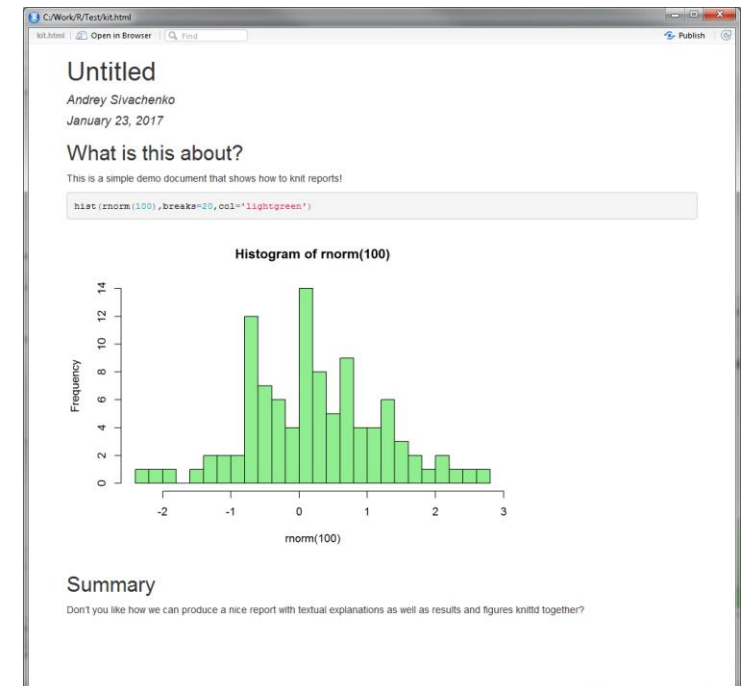 C:/Work/R/Test/kit.html
kit.html Open in Browser Find Publish
Untitled
Andrey Sivachenko
January 23, 2017
What is this about?
This is a simple demo document that shows how to knit reports!
hist(rnorm(100),breaks=20,col='lightgreen')
Histogram of rnorm(100)
14
12
10
8
6
4
2
0
Frequency
-2 -1 0 1 2 3
rnorm(100)
Summary
Don't you like how we can produce a nice report with textual explanations as well as results and figures knittd together?